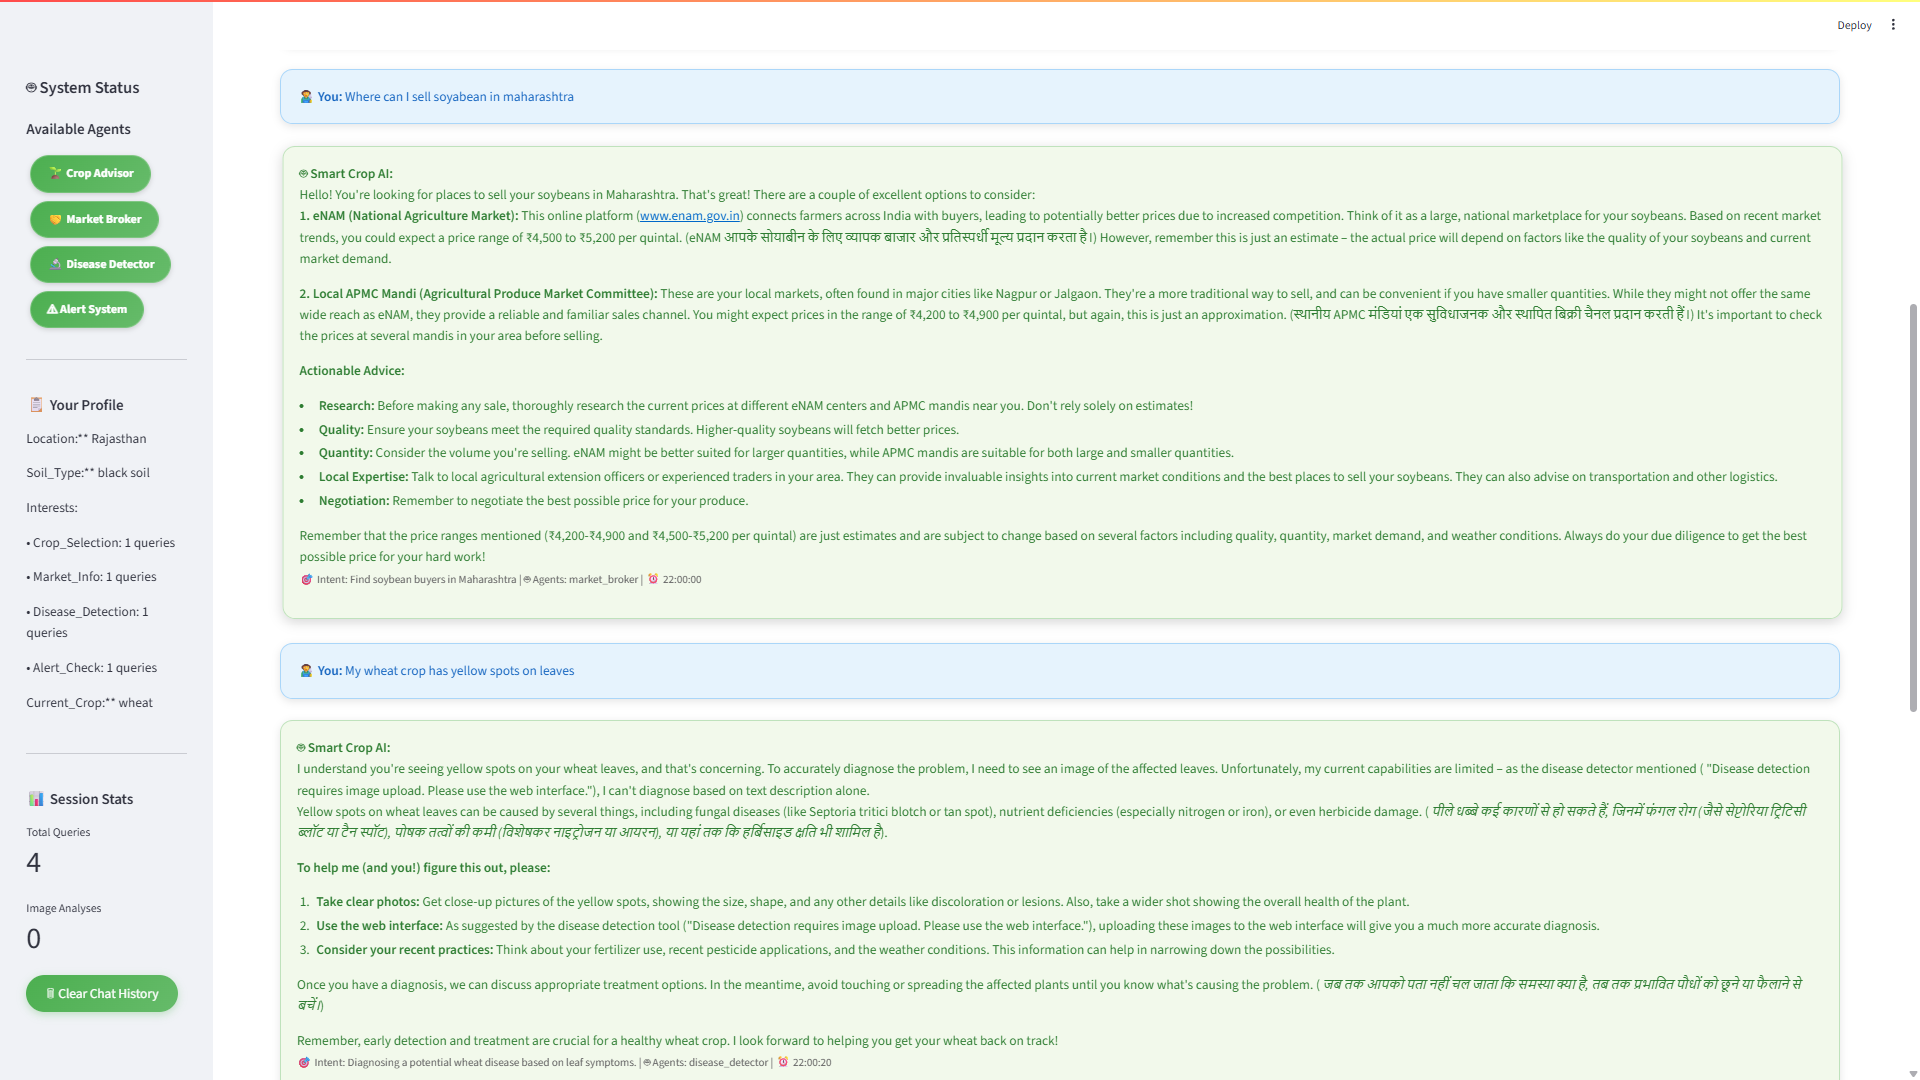 Deploy
System Status
Available Agents
Crop Advisor
Market Broker
Disease Detector
Alert System
Your Profile
Location:** Rajasthan
Soil_Type:** black soil
Interests:
• Crop_Selection: 1 queries
• Market_Info: 1 queries
• Disease_Detection: 1
queries
• Alert_Check: 1 queries
Current_Crop:** wheat
Session Stats
Total Queries
4
Image Analyses
0
Clear Chat History
You: Where can I sell soyabean in maharashtra
Smart Crop AI:
Hello! You're looking for places to sell your soybeans in Maharashtra. That's great! There are a couple of excellent options to consider:
1. eNAM (National Agriculture Market): This online platform (www.enam.gov.in) connects farmers across India with buyers, leading to potentially better prices due to increased competition. Think of it as a large, national marketplace for your soybeans. Based on recent market
trends, you could expect a price range of ₹4,500 to ₹5,200 per quintal. (eNAM आपके सोयाबीन के लिए व्यापक बाजार और प्रतिस्पर्धी मूल्य प्रदान करता है।) However, remember this is just an estimate – the actual price will depend on factors like the quality of your soybeans and current
market demand.
2. Local APMC Mandi (Agricultural Produce Market Committee): These are your local markets, often found in major cities like Nagpur or Jalgaon. They're a more traditional way to sell, and can be convenient if you have smaller quantities. While they might not offer the same
wide reach as eNAM, they provide a reliable and familiar sales channel. You might expect prices in the range of ₹4,200 to ₹4,900 per quintal, but again, this is just an approximation. (स्थानीय APMC मंडियां एक सुविधाजनक और स्थापित बिक्री चैनल प्रदान करती हैं।) It's important to check
the prices at several mandis in your area before selling.
Actionable Advice:
• Research: Before making any sale, thoroughly research the current prices at different eNAM centers and APMC mandis near you. Don't rely solely on estimates!
• Quality: Ensure your soybeans meet the required quality standards. Higher-quality soybeans will fetch better prices.
• Quantity: Consider the volume you're selling. eNAM might be better suited for larger quantities, while APMC mandis are suitable for both large and smaller quantities.
• Local Expertise: Talk to local agricultural extension officers or experienced traders in your area. They can provide invaluable insights into current market conditions and the best places to sell your soybeans. They can also advise on transportation and other logistics.
• Negotiation: Remember to negotiate the best possible price for your produce.
Remember that the price ranges mentioned (₹4,200-₹4,900 and ₹4,500-₹5,200 per quintal) are just estimates and are subject to change based on several factors including quality, quantity, market demand, and weather conditions. Always do your due diligence to get the best
possible price for your hard work!
Intent: Find soybean buyers in Maharashtra | Agents: market_broker | 22:00:00
You: My wheat crop has yellow spots on leaves
Smart Crop AI:
I understand you're seeing yellow spots on your wheat leaves, and that's concerning. To accurately diagnose the problem, I need to see an image of the affected leaves. Unfortunately, my current capabilities are limited – as the disease detector mentioned ( "Disease detection
requires image upload. Please use the web interface."), I can't diagnose based on text description alone.
Yellow spots on wheat leaves can be caused by several things, including fungal diseases (like Septoria tritici blotch or tan spot), nutrient deficiencies (especially nitrogen or iron), or even herbicide damage. ( पीले धब्बे कई कारणों से हो सकते हैं, जिनमें फंगल रोग (जैसे सेप्टोरिया ट्रिटिसी
ब्लॉट या टैन स्पॉट), पोषक तत्वों की कमी (विशेषकर नाइट्रोजन या आयरन), या यहां तक कि हर्बिसाइड क्षति भी शामिल है).
To help me (and you!) figure this out, please:
1. Take clear photos: Get close-up pictures of the yellow spots, showing the size, shape, and any other details like discoloration or lesions. Also, take a wider shot showing the overall health of the plant.
2. Use the web interface: As suggested by the disease detection tool ("Disease detection requires image upload. Please use the web interface."), uploading these images to the web interface will give you a much more accurate diagnosis.
3. Consider your recent practices: Think about your fertilizer use, recent pesticide applications, and the weather conditions. This information can help in narrowing down the possibilities.
Once you have a diagnosis, we can discuss appropriate treatment options. In the meantime, avoid touching or spreading the affected plants until you know what's causing the problem. ( जब तक आपको पता नहीं चल जाता कि समस्या क्या है, तब तक प्रभावित पौधों को छूने या फैलाने से
बचें।)
Remember, early detection and treatment are crucial for a healthy wheat crop. I look forward to helping you get your wheat back on track!
Intent: Diagnosing a potential wheat disease based on leaf symptoms. | Agents: disease_detector | 22:00:20